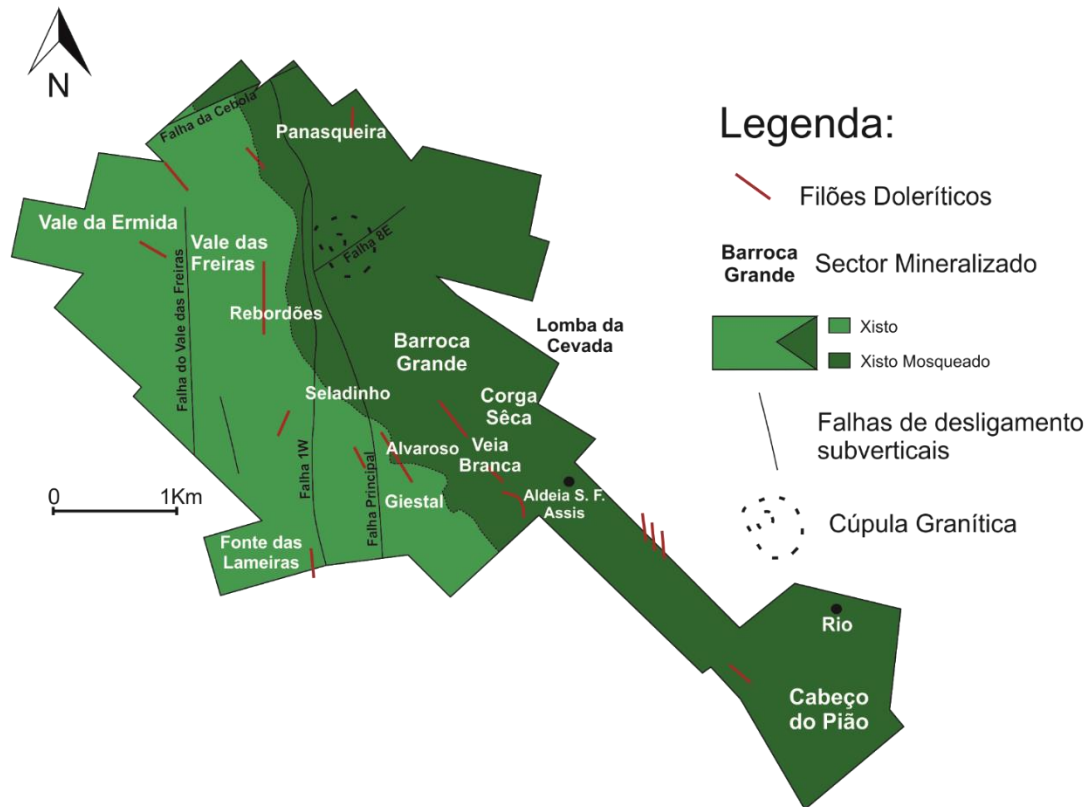 N
Falha da Cebola
Panasqueira
Vale da Ermida
Vale das
Freiras
Falha 8E
Falha do Vale das Freiras
Rebordões
Barroca
Grande
Lomba da
Cevada
Seladinho
Corga
Sêca
Falha 1W
Falha Principal
Alvaroso
Veia
Branca
Giestal
Aldeia S. F.
Assis
0 1Km
Fonte das
Lameiras
Rio
Cabeço
do Pião
Legenda:
Filões Doleríticos
Barroca
Grande
Sector Mineralizado
Xisto
Xisto Mosqueado
Falhas de desligamento
subverticais
Cúpula Granítica